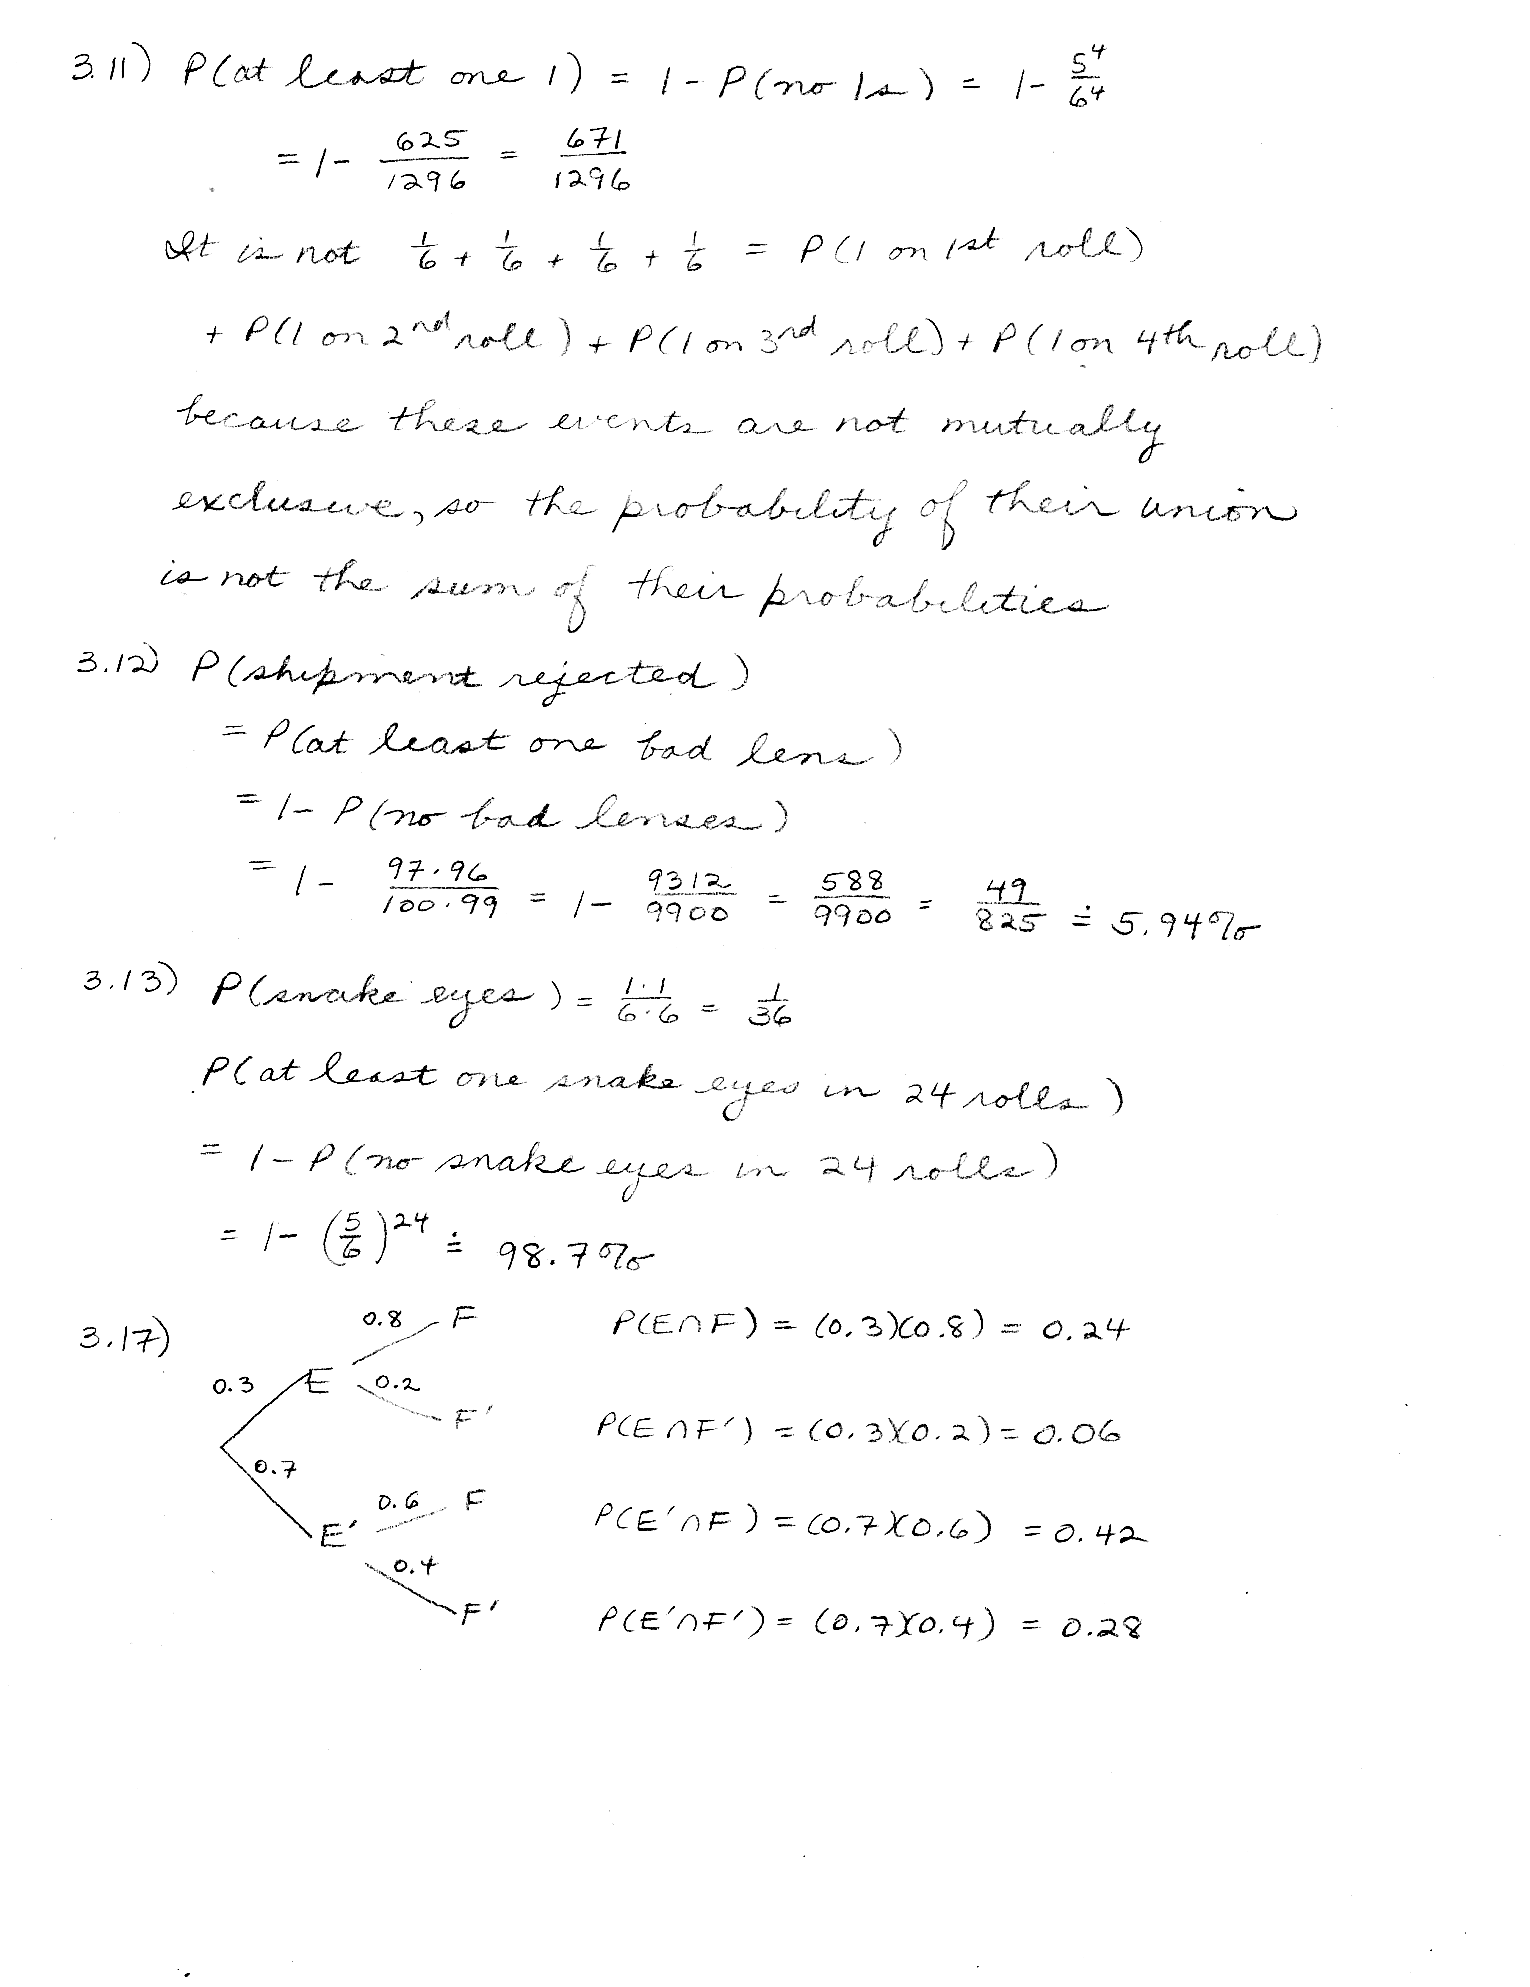 3.11) P(at least one 1) = 1 - P(no 1s) = 1 - 5⁴/6⁴
= 1 - 625/1296 = 671/1296
It is not 1/6 + 1/6 + 1/6 + 1/6 = P(1 on 1st roll)
+ P(1 on 2nd roll) + P(1 on 3rd roll) + P(1 on 4th roll)
because these events are not mutually
exclusive, so the probability of their union
is not the sum of their probabilities
3.12) P(shipment rejected)
= P(at least one bad lens)
= 1 - P(no bad lenses)
= 1 - 97·96/100·99 = 1 - 9312/9900 = 588/9900 = 49/825 ≐ 5.94%
3.13) P(snake eyes) = 1·1/6·6 = 1/36
P(at least one snake eyes in 24 rolls)
= 1 - P(no snake eyes in 24 rolls)
= 1 - (5/6)²⁴ ≐ 98.7%
3.17) 0.8 F P(E∩F) = (0.3)(0.8) = 0.24
0.3 E 0.2
F' P(E∩F') = (0.3)(0.2) = 0.06
0.7
0.6 F P(E'∩F) = (0.7)(0.6) = 0.42
E'
0.4
F' P(E'∩F') = (0.7)(0.4) = 0.28